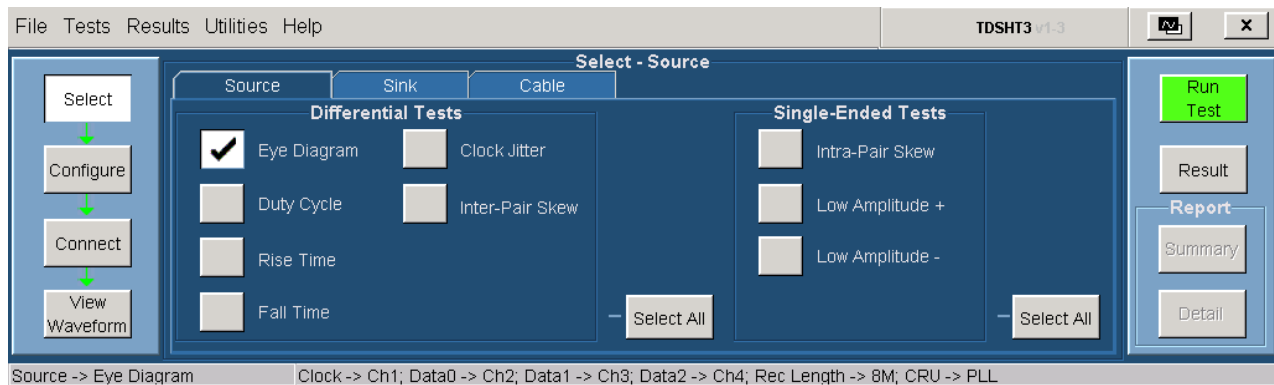 File Tests Results Utilities Help
TDSHT3 v1-3
x
Select
Configure
Connect
View
Waveform
Select - Source
Source Sink Cable
Differential Tests
Eye Diagram Clock Jitter
Duty Cycle Inter-Pair Skew
Rise Time
Fall Time
Select All
Single-Ended Tests
Intra-Pair Skew
Low Amplitude +
Low Amplitude -
Select All
Run
Test
Result
Report
Summary
Detail
Source -> Eye Diagram Clock -> Ch1; Data0 -> Ch2; Data1 -> Ch3; Data2 -> Ch4; Rec Length -> 8M; CRU -> PLL